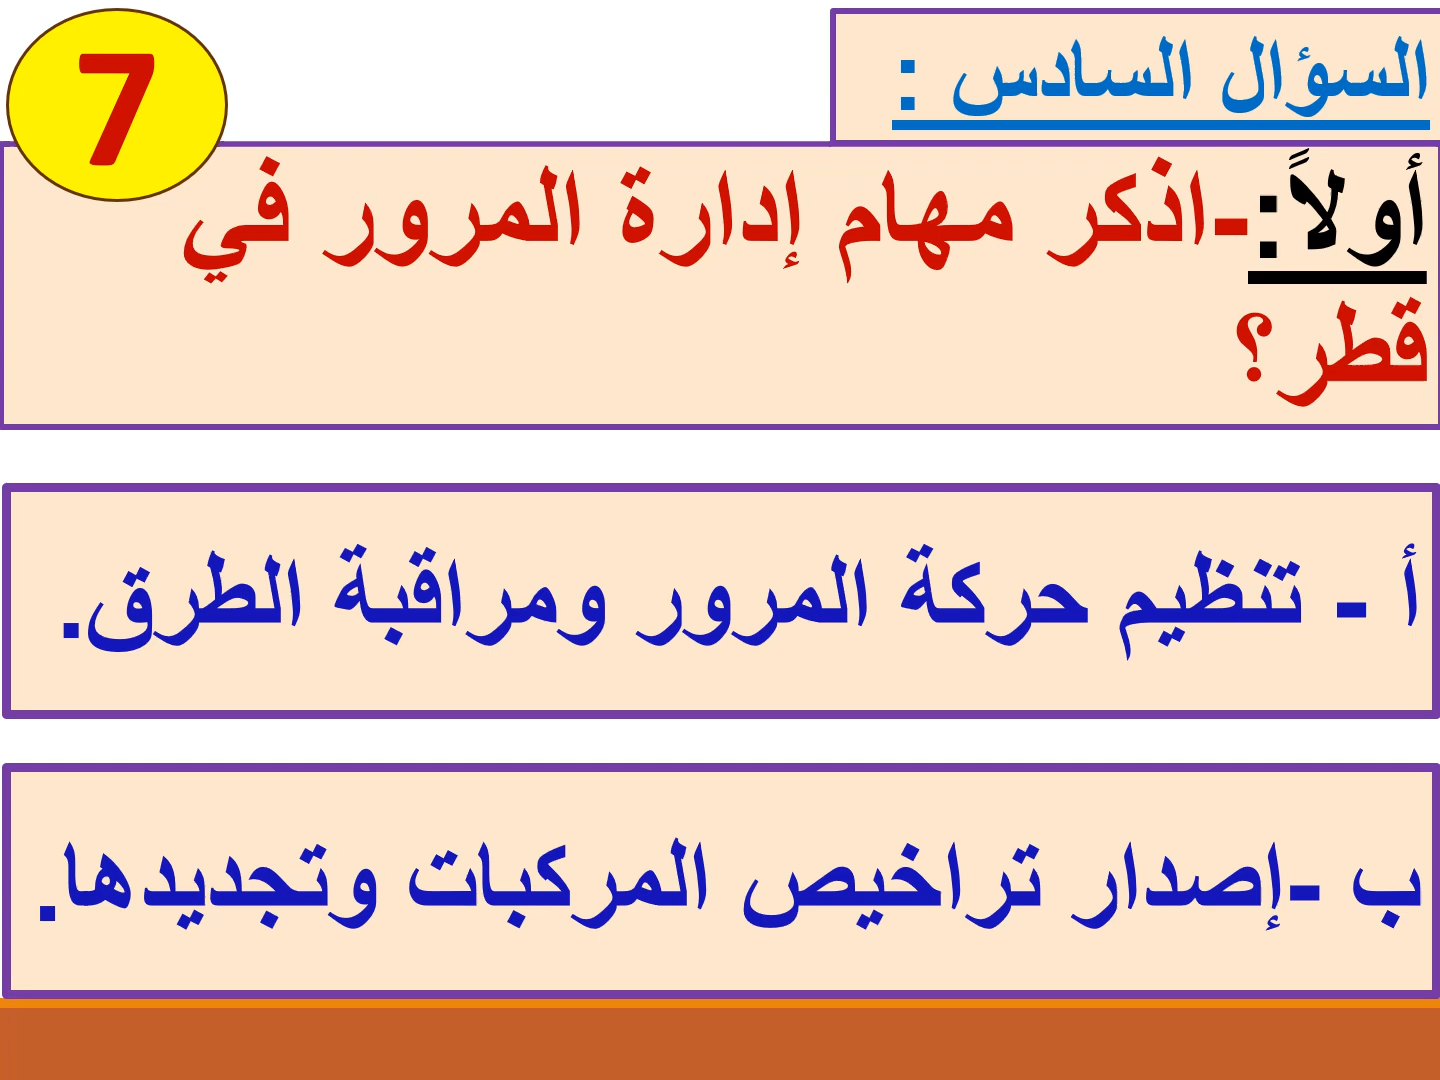 7
السؤال السادس :
أولاً:-اذكر مهام إدارة المرور في
قطر؟
أ - تنظيم حركة المرور ومراقبة الطرق.
ب -إصدار تراخيص المركبات وتجديدها.